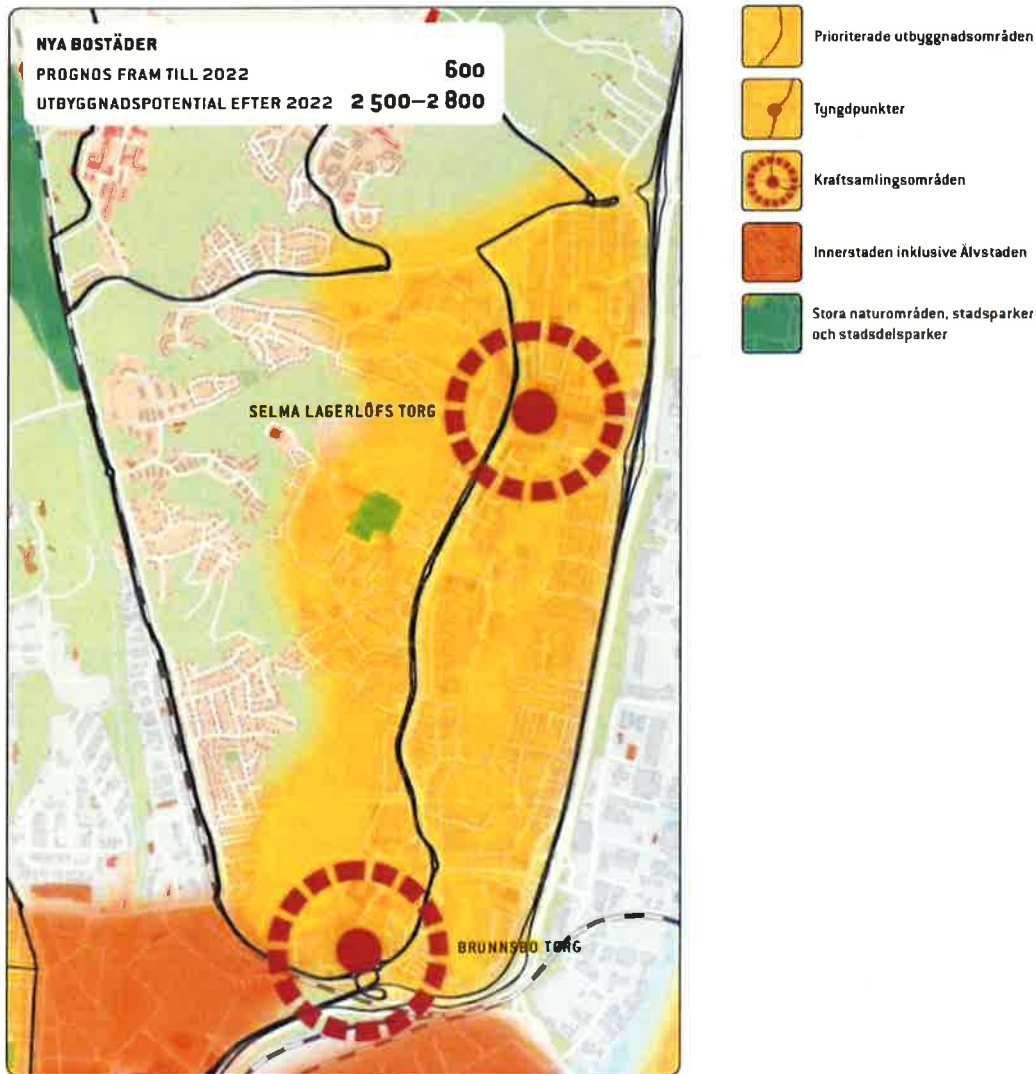 NYA BOSTÄDER
PROGNOS FRAM TILL 2022 600
UTBYGGNADSPOTENTIAL EFTER 2022 2 500–2 800
SELMA LAGERLÖFS TORG
BRUNNSBO TORG
Prioriterade utbyggnadsområden
Tyngdpunkter
Kraftsamlingsområden
Innerstaden inklusive Älvstaden
Stora naturområden, stadsparker
och stadsdelsparker